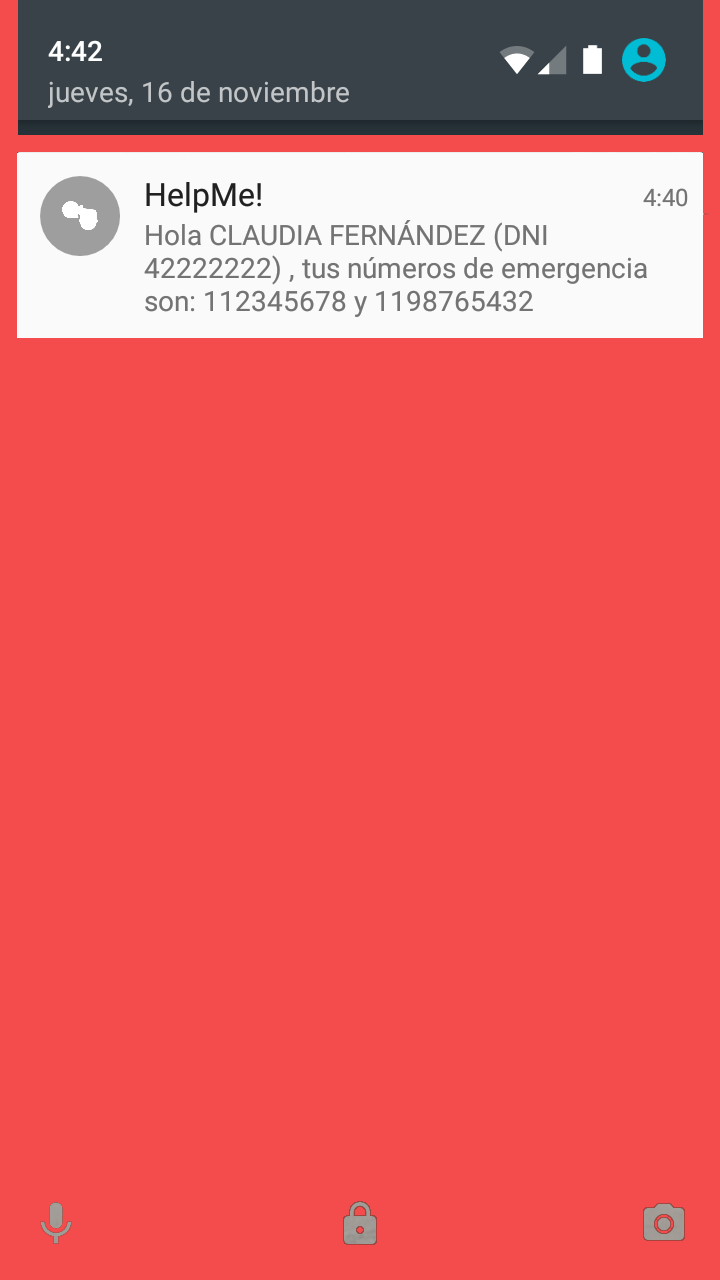 4:42
jueves, 16 de noviembre
HelpMe!
4:40
Hola CLAUDIA FERNÁNDEZ (DNI
42222222) , tus números de emergencia
son: 112345678 y 1198765432